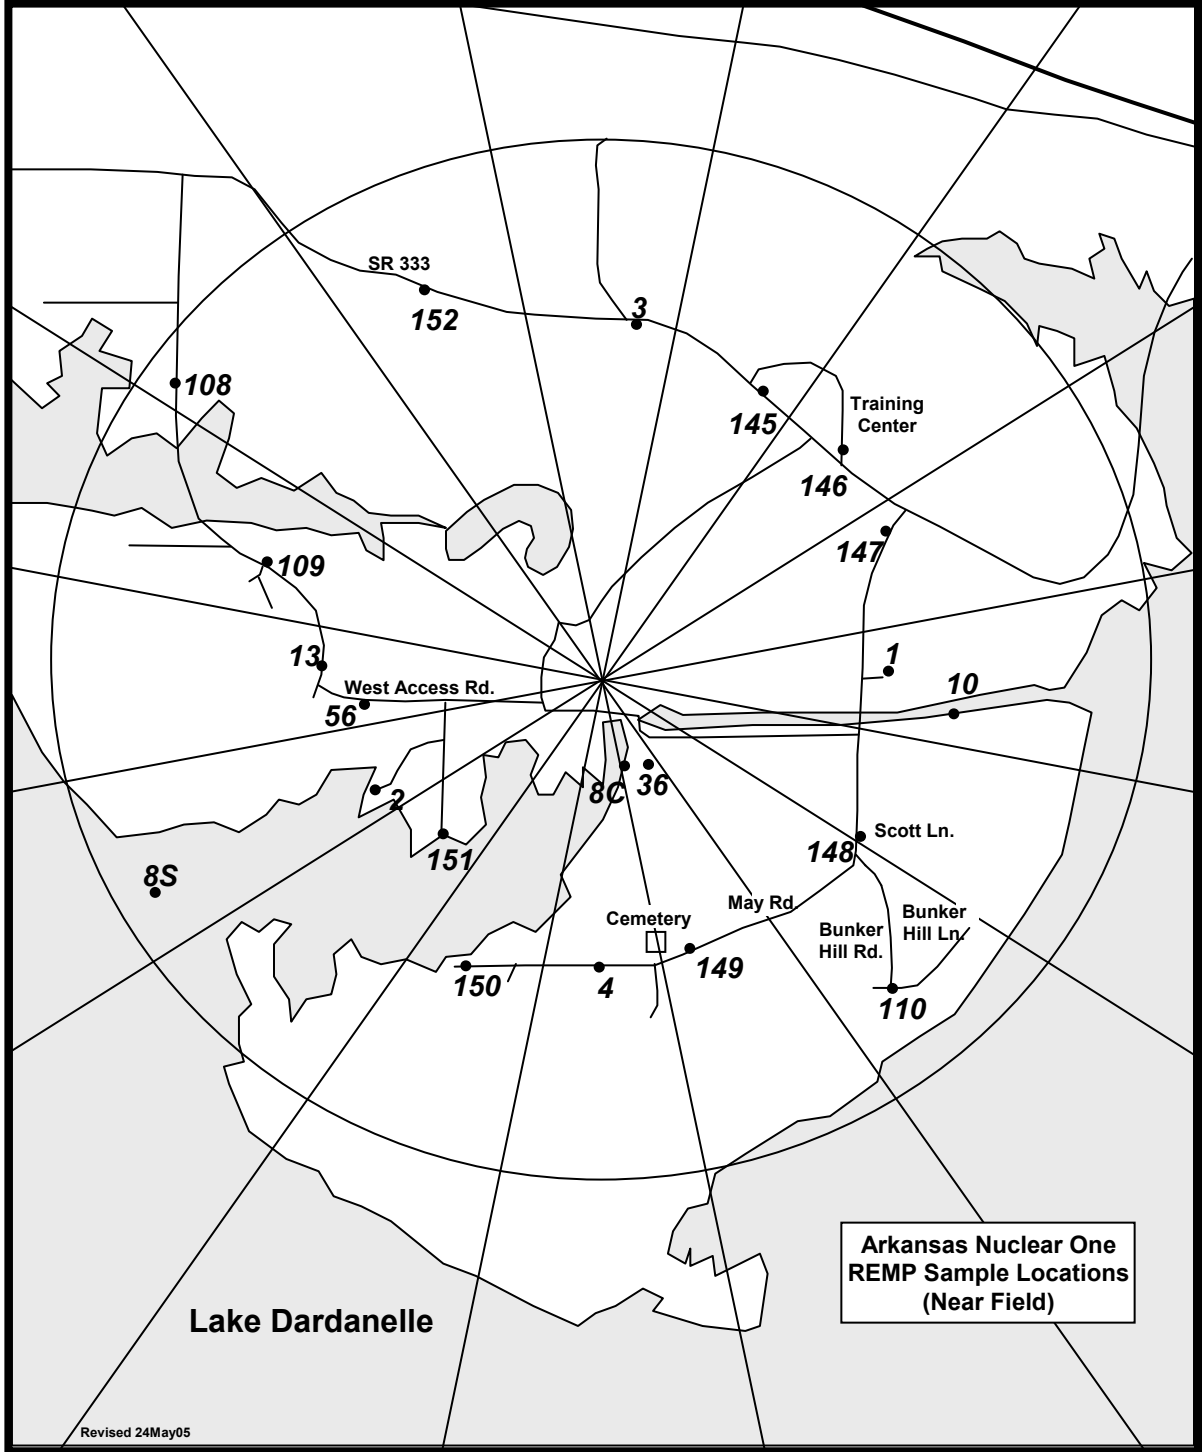 SR 333
152
3
108
145
Training
Center
146
147
109
13
West Access Rd.
56
1
10
2
8C
36
151
148
Scott Ln.
8S
May Rd.
Cemetery
Bunker
Hill Ln.
Bunker
Hill Rd.
149
150
4
110
Arkansas Nuclear One
REMP Sample Locations
(Near Field)
Lake Dardanelle
Revised 24May05